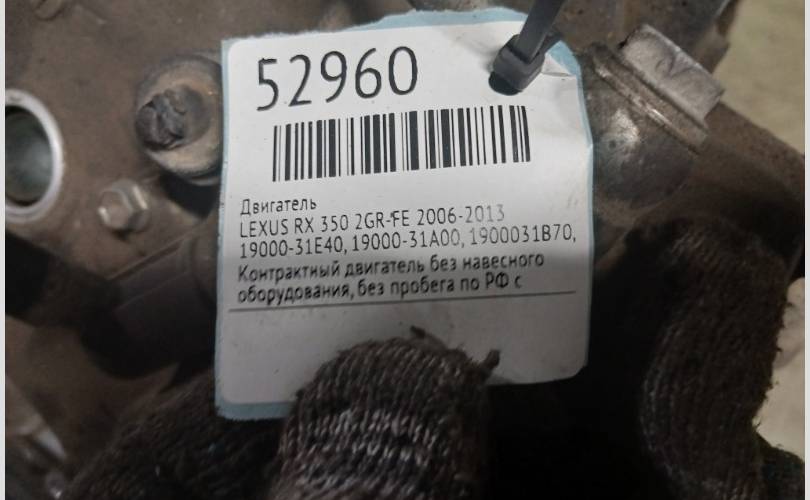 52960
Двигатель
LEXUS RX 350 2GR-FE 2006-2013
19000-31E40, 19000-31A00, 1900031B70,
Контрактный двигатель без навесного
оборудования, без пробега по РФ с